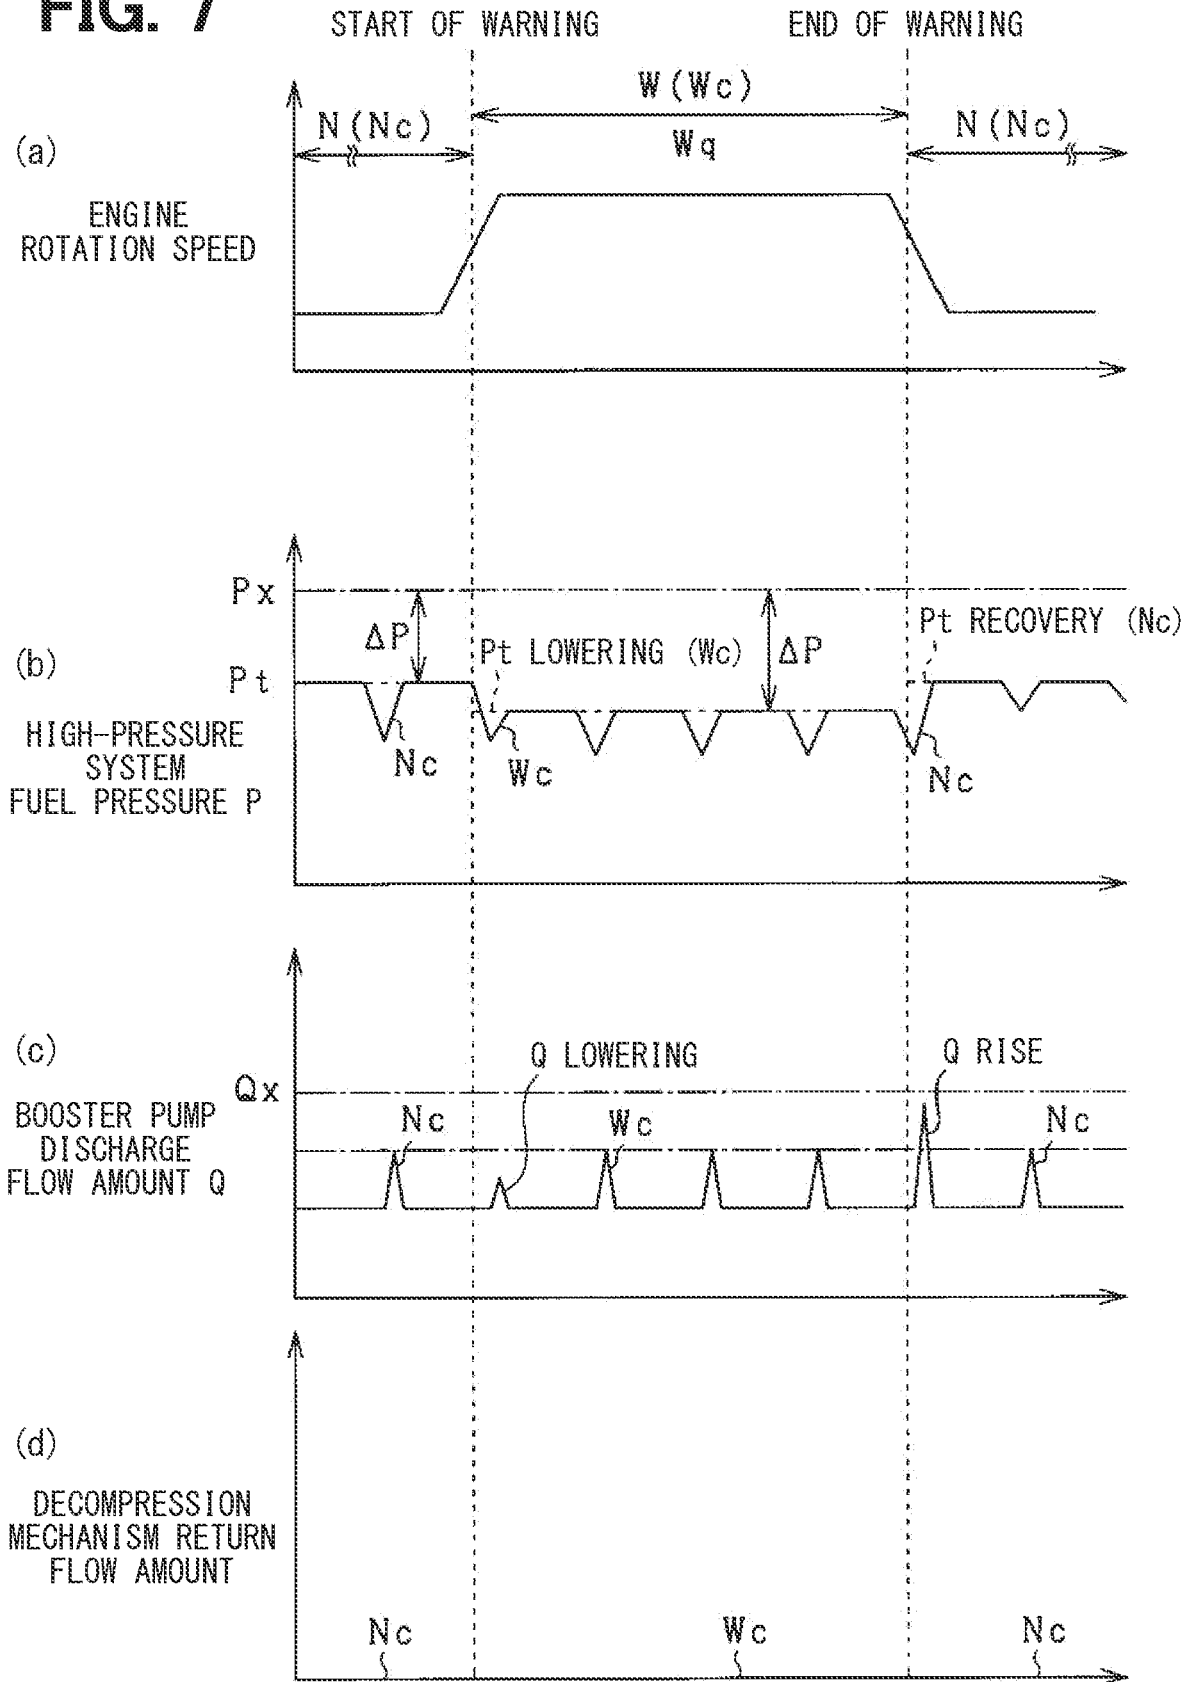 FIG. 7
START OF WARNING
END OF WARNING
W (Wc)
N (Nc)
N (Nc)
Wq
(a)
ENGINE
ROTATION SPEED
Px
ΔP
Pt LOWERING (Wc)
ΔP
Pt RECOVERY (Nc)
(b)
Pt
HIGH-PRESSURE
SYSTEM
FUEL PRESSURE P
Nc
Wc
Nc
(c)
Q LOWERING
Q RISE
Qx
BOOSTER PUMP
DISCHARGE
FLOW AMOUNT Q
Nc
Wc
Nc
(d)
DECOMPRESSION
MECHANISM RETURN
FLOW AMOUNT
Nc
Wc
Nc